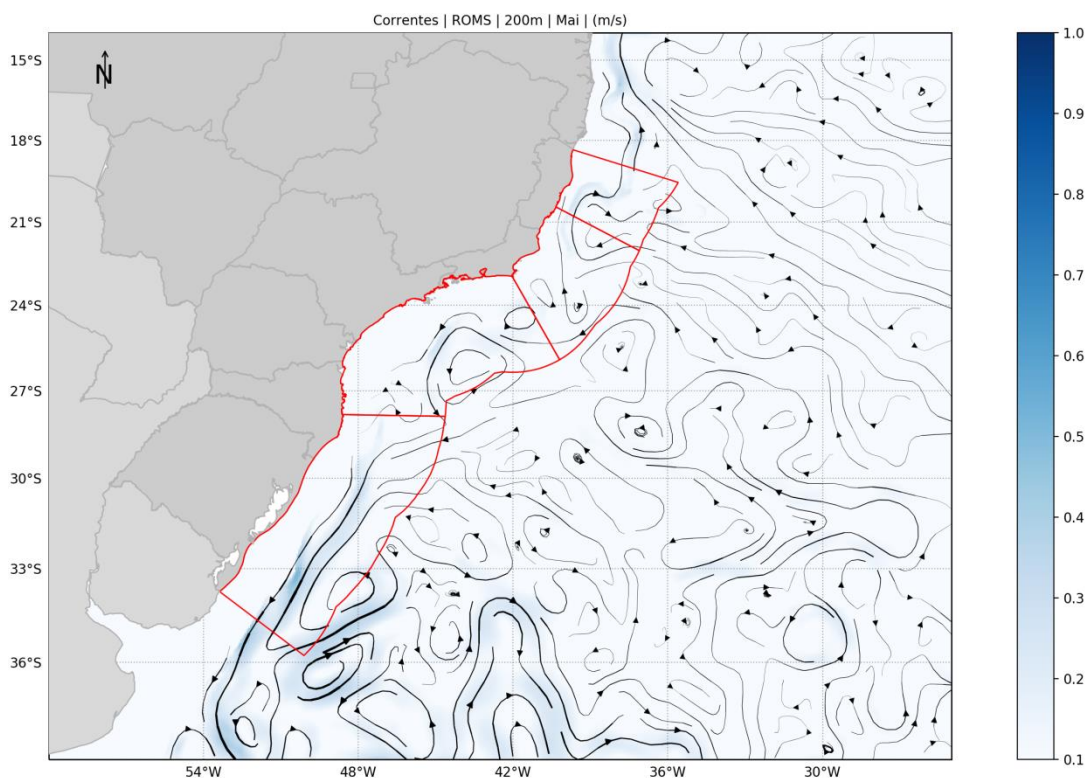 Correntes | ROMS | 200m | Mai | (m/s)
N
15°S
18°S
21°S
24°S
27°S
30°S
33°S
36°S
54°W 48°W 42°W 36°W 30°W
1.0
0.9
0.8
0.7
0.6
0.5
0.4
0.3
0.2
0.1